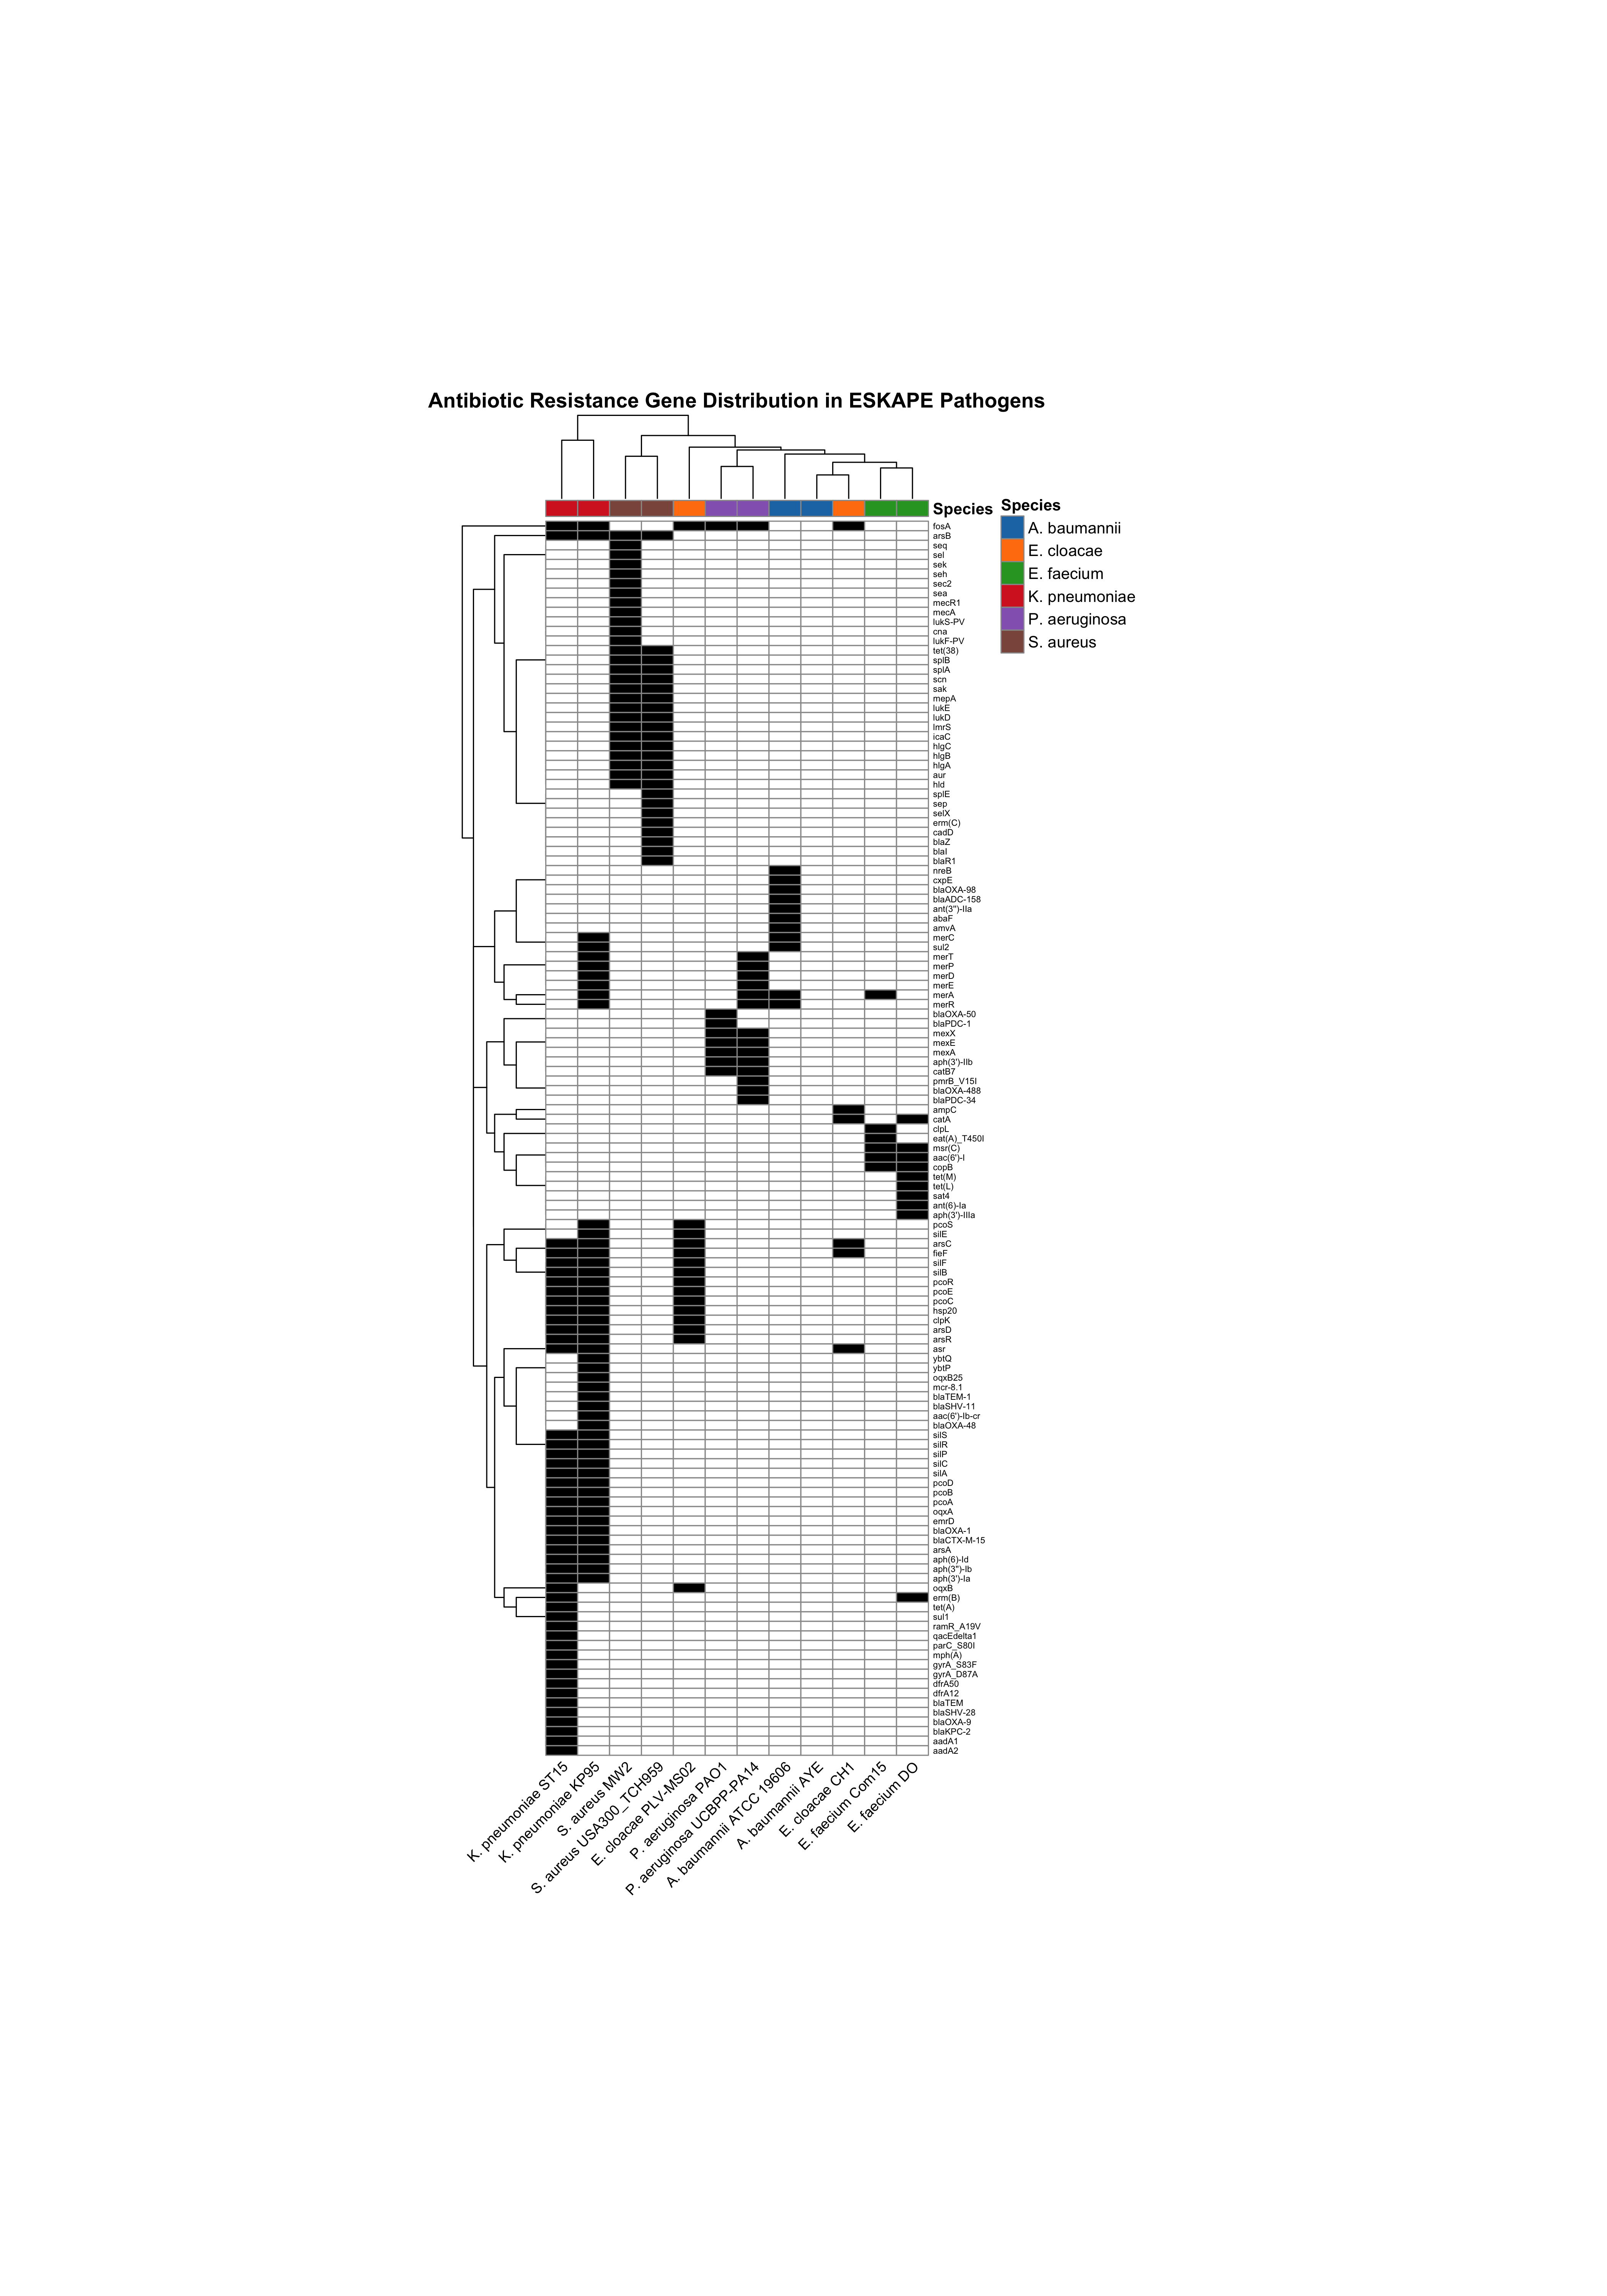 Antibiotic Resistance Gene Distribution in ESKAPE Pathogens
Species
Species
A. baumannii
E. cloacae
E. faecium
K. pneumoniae
P. aeruginosa
S. aureus
fosA
arsB
seq
sel
sek
seh
sec2
sea
mecR1
mecA
lukS-PV
cna
lukF-PV
tet(38)
splB
splA
scn
sak
mepA
lukE
lukD
lmrS
icaC
hlgC
hlgB
hlgA
aur
hld
splE
sep
selX
erm(C)
cadD
blaZ
blaI
blaR1
nreB
cxpE
blaOXA-98
blaADC-158
ant(3")-IIa
abaF
amvA
merC
sul2
merT
merP
merD
merE
merA
merR
blaOXA-50
blaPDC-1
mexX
mexE
mexA
aph(3')-IIb
catB7
pmrB_V15I
blaOXA-488
blaPDC-34
ampC
catA
clpL
eat(A)_T450I
msr(C)
aac(6')-I
copB
tet(M)
tet(L)
sat4
ant(6)-Ia
aph(3')-IIIa
pcoS
silE
arsC
fieF
silF
silB
pcoR
pcoE
pcoC
hsp20
clpK
arsD
arsR
asr
ybtQ
ybtP
oqxB25
mcr-8.1
blaTEM-1
blaSHV-11
aac(6')-Ib-cr
blaOXA-48
silS
silR
silP
silC
silA
pcoD
pcoB
pcoA
oqxA
emrD
blaOXA-1
blaCTX-M-15
arsA
aph(6)-Id
aph(3")-Ib
aph(3')-Ia
oqxB
erm(B)
tet(A)
sul1
ramR_A19V
qacEdelta1
parC_S80I
mph(A)
gyrA_S83F
gyrA_D87A
dfrA50
dfrA12
blaTEM
blaSHV-28
blaOXA-9
blaKPC-2
aadA1
aadA2
K. pneumoniae ST15
K. pneumoniae KP95
S. aureus MW2
S. aureus USA300_TCH959
E. cloacae PLV-MS02
P. aeruginosa PAO1
P. aeruginosa UCBPP-PA14
A. baumannii ATCC 19606
A. baumannii AYE
E. cloacae CH1
E. faecium Com15
E. faecium DO